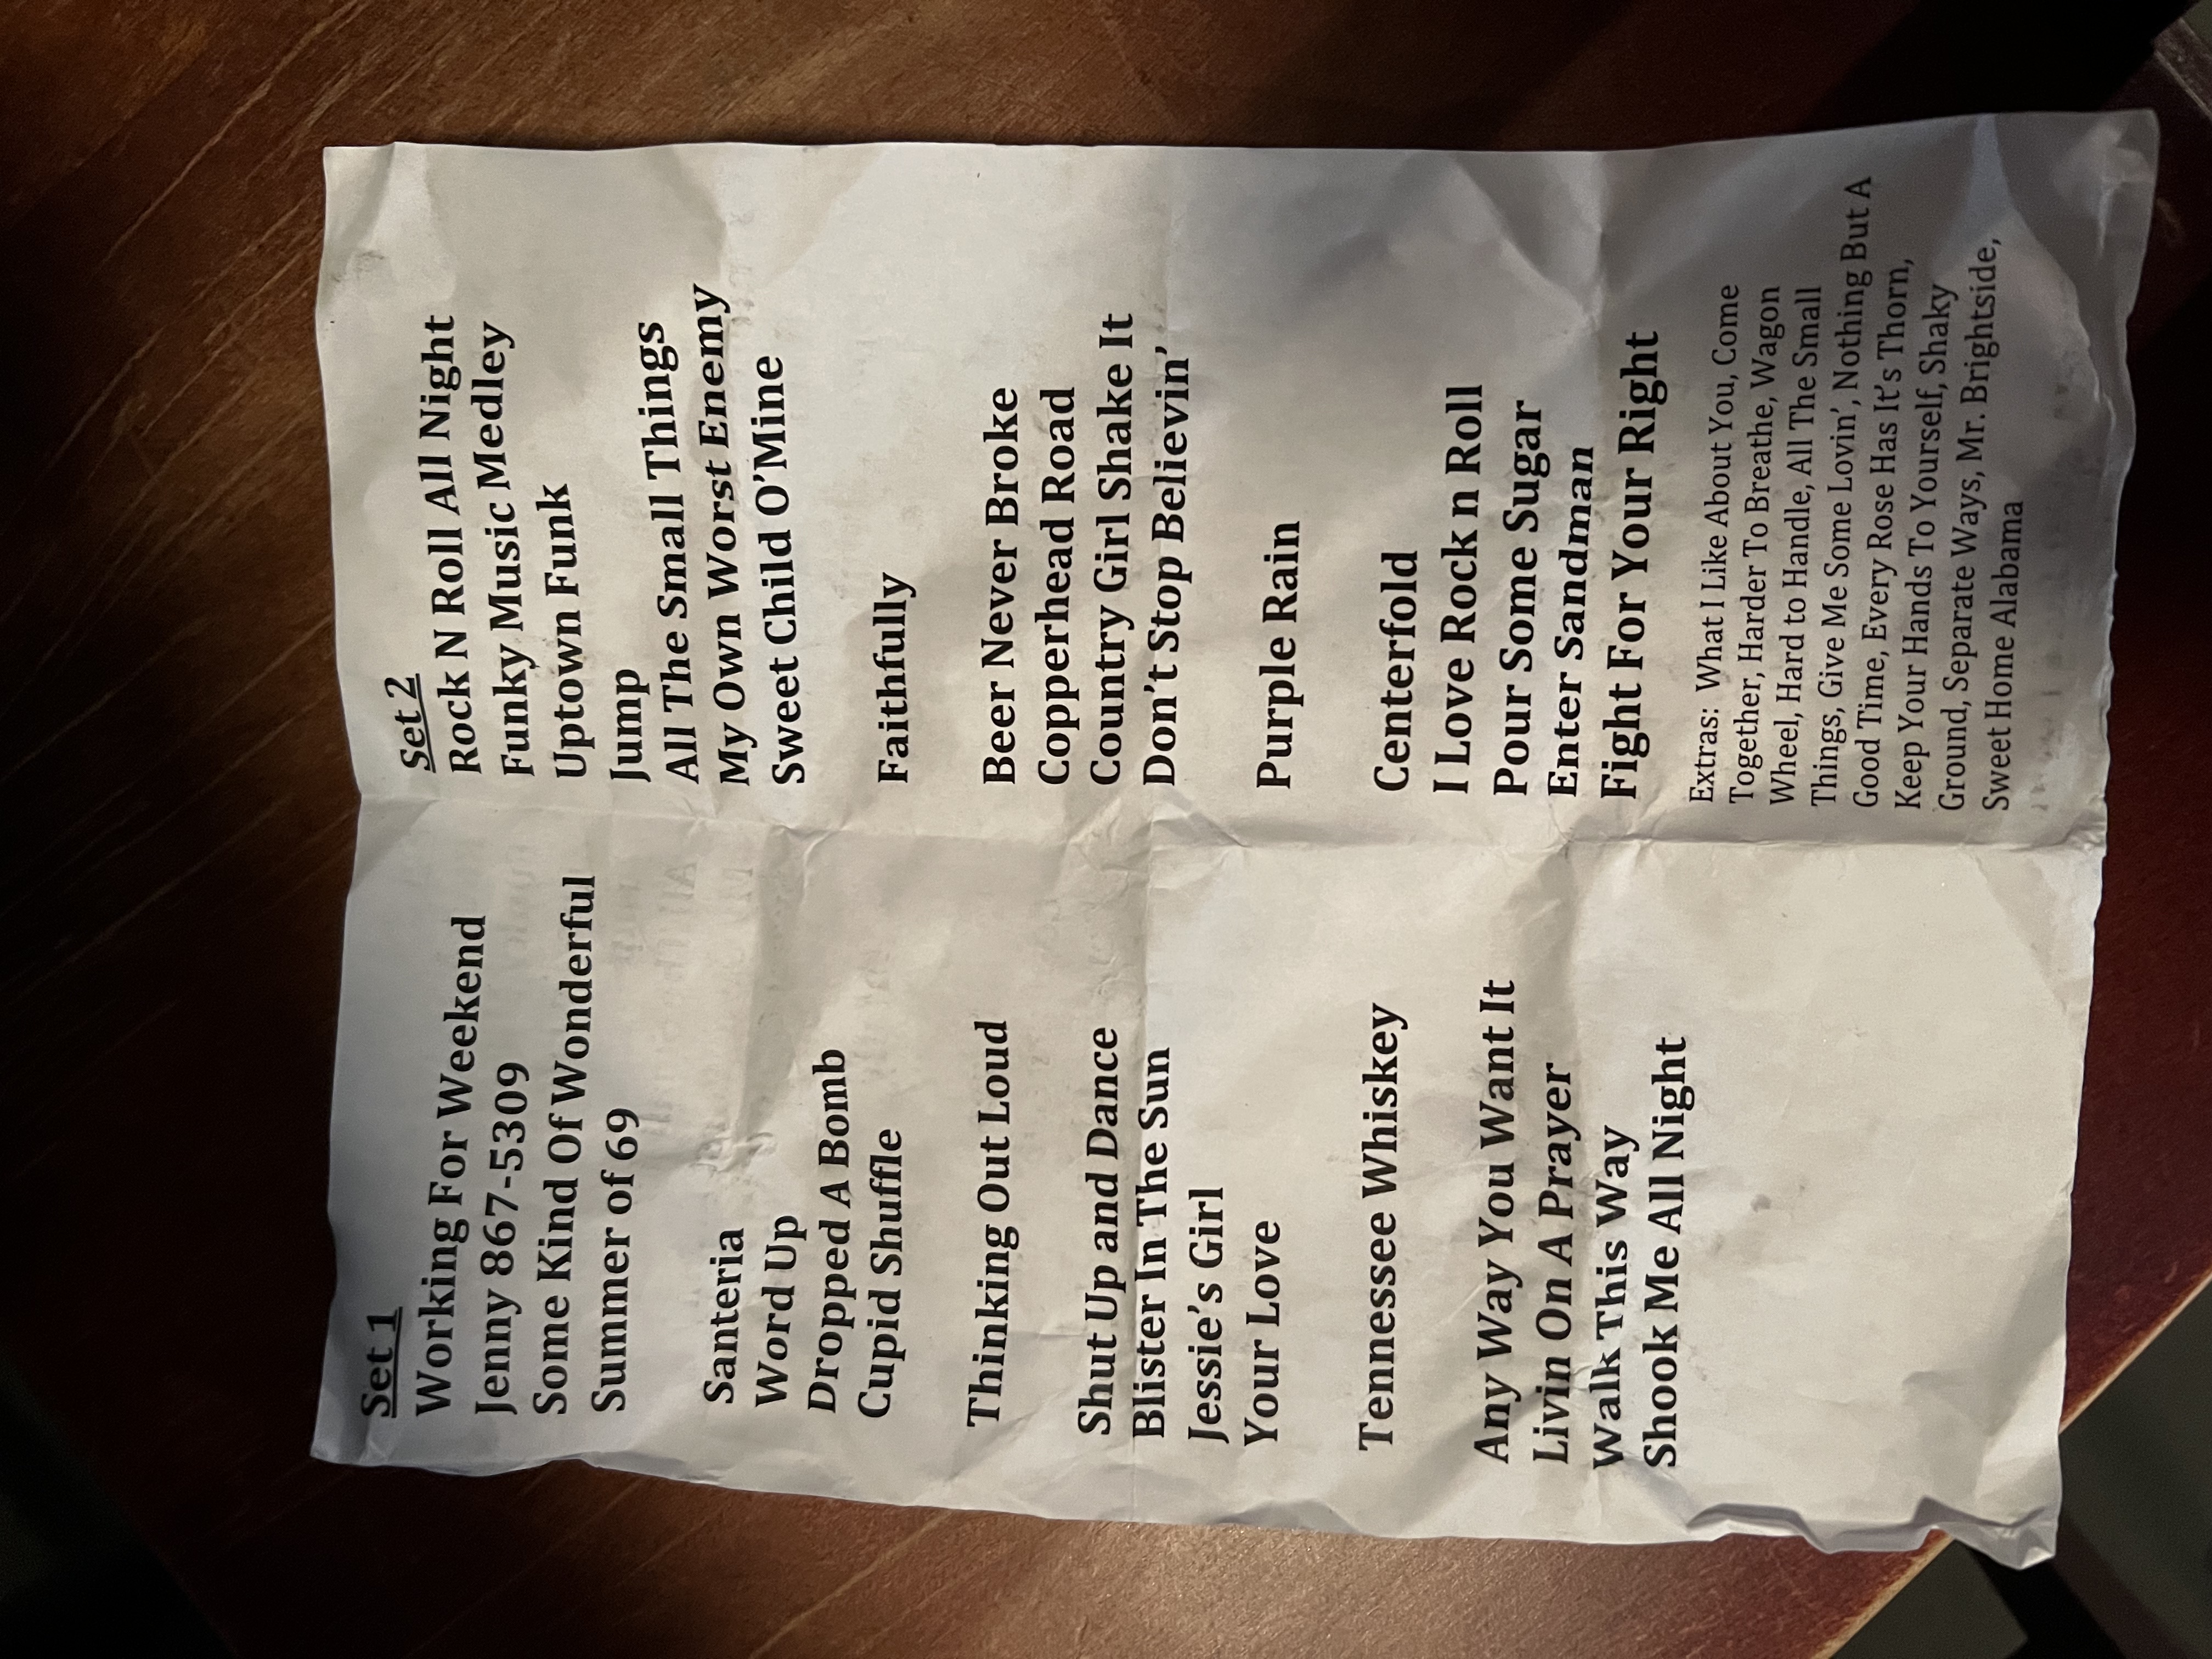 Set 1
Working For Weekend
Jenny 867-5309
Some Kind Of Wonderful
Summer of 69
Santeria
Word Up
Dropped A Bomb
Cupid Shuffle
Thinking Out Loud
Shut Up and Dance
Blister In The Sun
Jessie's Girl
Your Love
Tennessee Whiskey
Any Way You Want It
Livin On A Prayer
Walk This Way
Shook Me All Night
Set 2
Rock N Roll All Night
Funky Music Medley
Uptown Funk
Jump
All The Small Things
My Own Worst Enemy
Sweet Child O'Mine
Faithfully
Beer Never Broke
Copperhead Road
Country Girl Shake It
Don't Stop Believin'
Purple Rain
Centerfold
I Love Rock n Roll
Pour Some Sugar
Enter Sandman
Fight For Your Right
Extras: What I Like About You, Come
Together, Harder To Breathe, Wagon
Wheel, Hard to Handle, All The Small
Things, Give Me Some Lovin', Nothing But A
Good Time, Every Rose Has It's Thorn,
Keep Your Hands To Yourself, Shaky
Ground, Separate Ways, Mr. Brightside,
Sweet Home Alabama